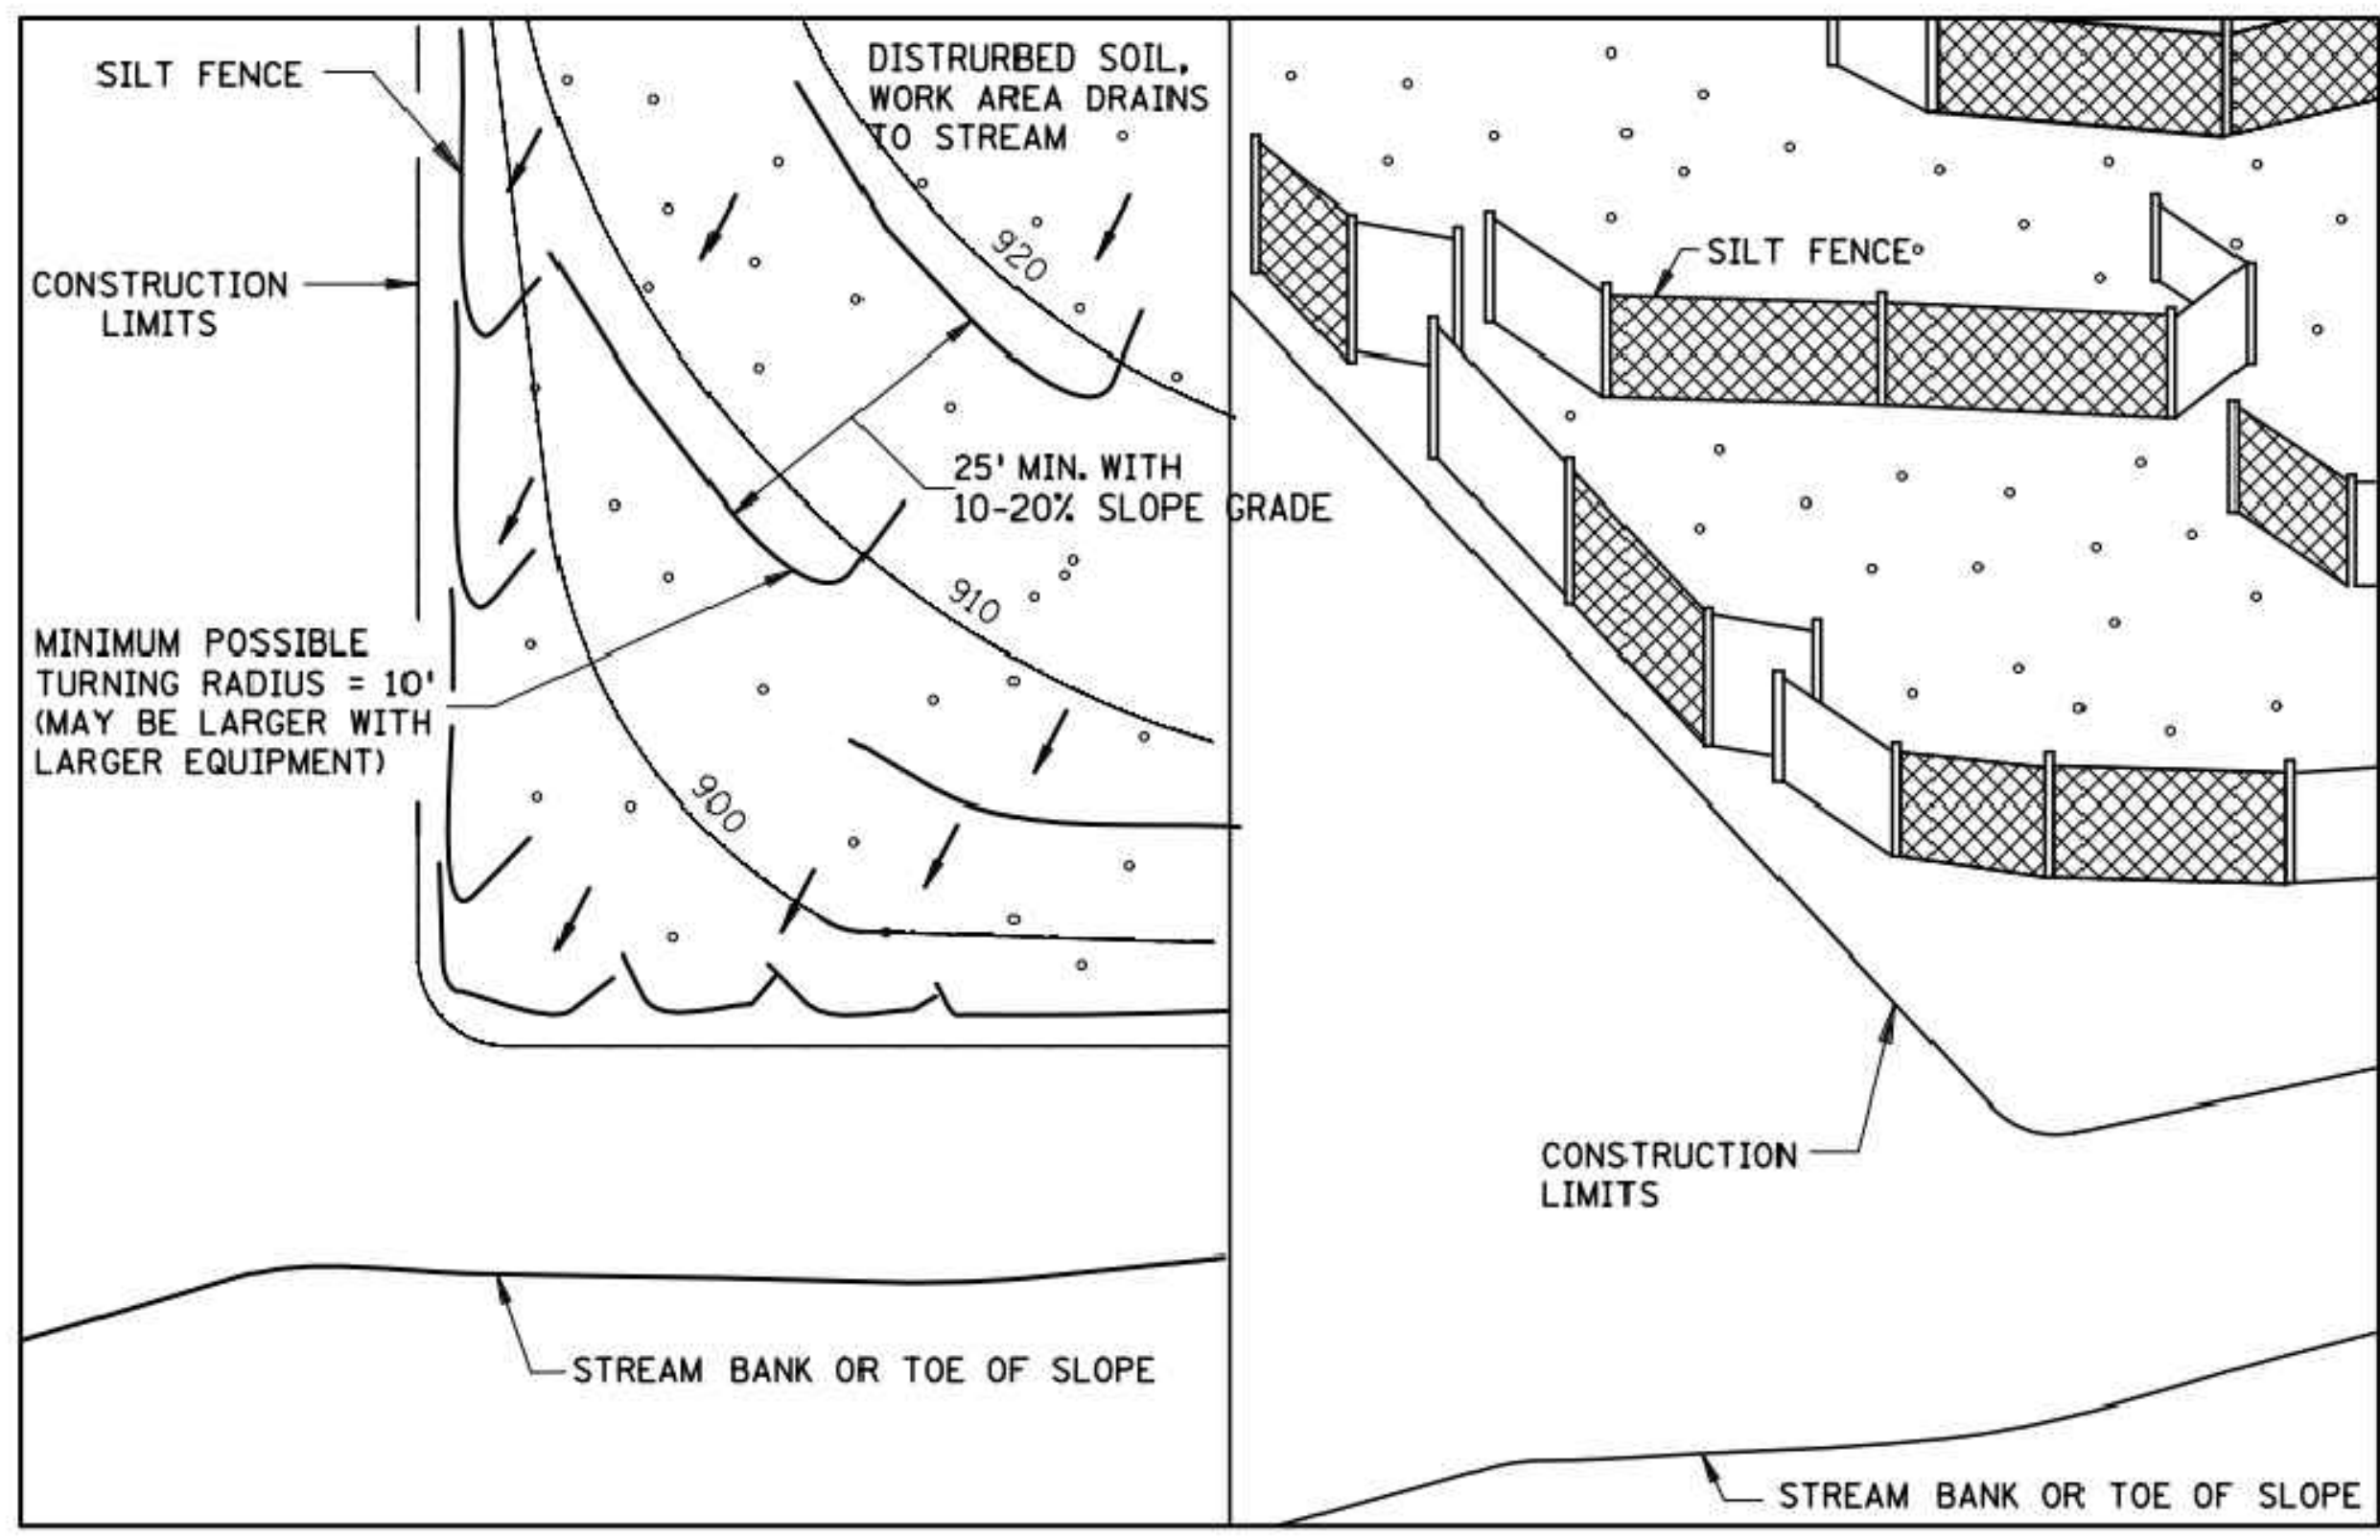 SILT FENCE
DISTRURBED SOIL,
WORK AREA DRAINS
TO STREAM
CONSTRUCTION
LIMITS
920
25' MIN. WITH
10-20% SLOPE GRADE
910
MINIMUM POSSIBLE
TURNING RADIUS = 10'
(MAY BE LARGER WITH
LARGER EQUIPMENT)
900
STREAM BANK OR TOE OF SLOPE
SILT FENCE
CONSTRUCTION
LIMITS
STREAM BANK OR TOE OF SLOPE